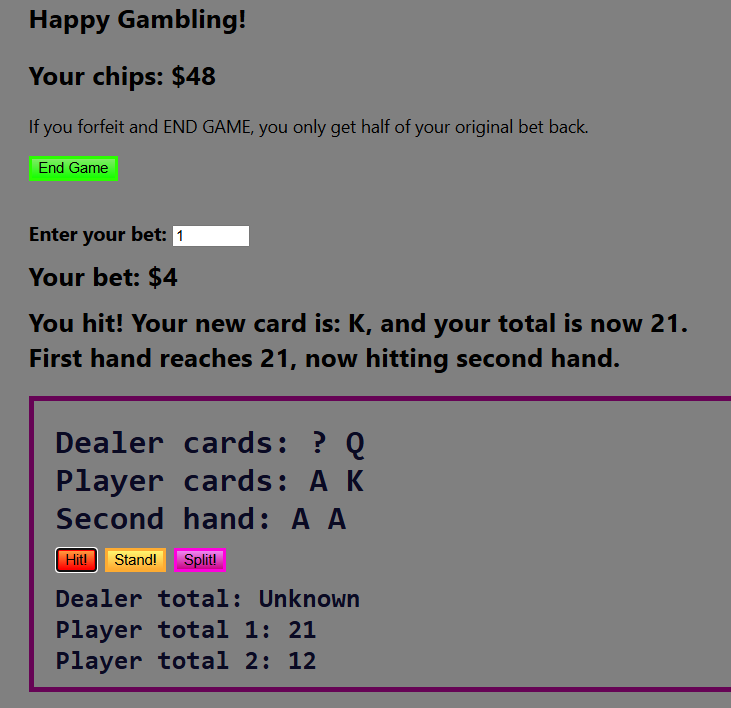 Happy Gambling!
Your chips: $48
If you forfeit and END GAME, you only get half of your original bet back.
End Game
Enter your bet: 1
Your bet: $4
You hit! Your new card is: K, and your total is now 21.
First hand reaches 21, now hitting second hand.
Dealer cards: ? Q
Player cards: A K
Second hand: A A
Hit! Stand! Split!
Dealer total: Unknown
Player total 1: 21
Player total 2: 12